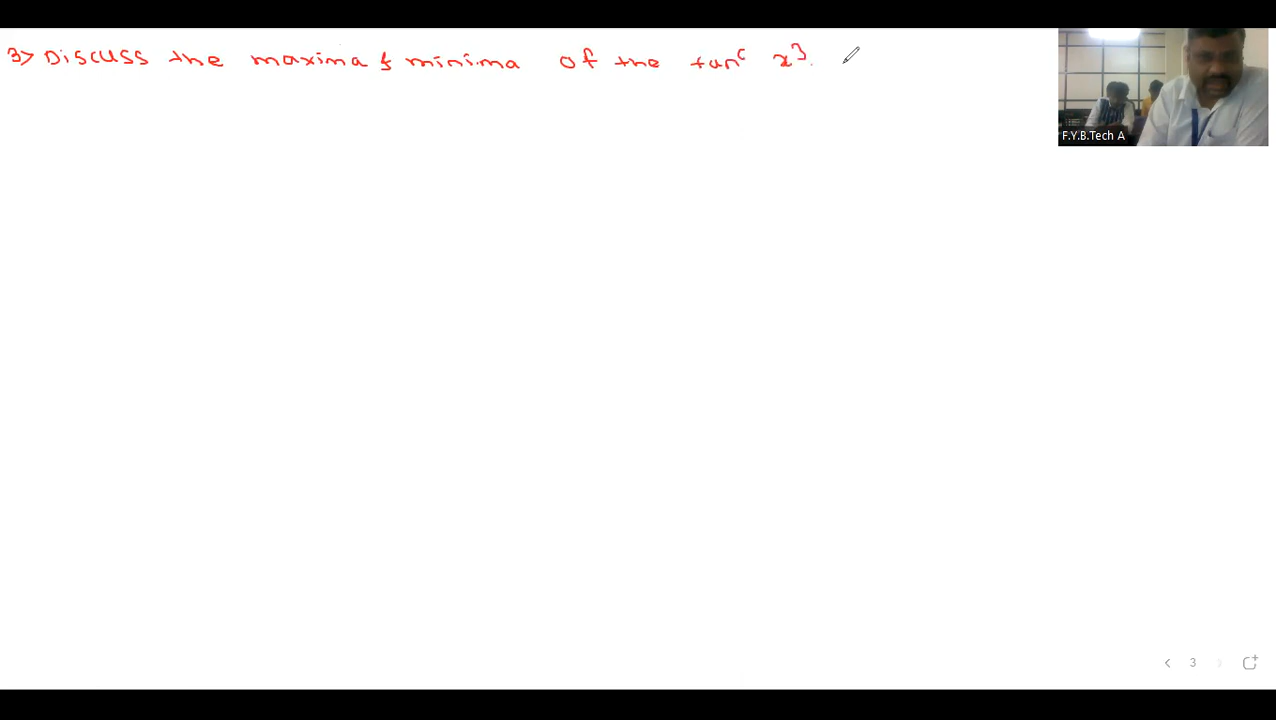 3> Discuss the maxima & minima of the funᶜ x³.
F.Y.B.Tech A
3